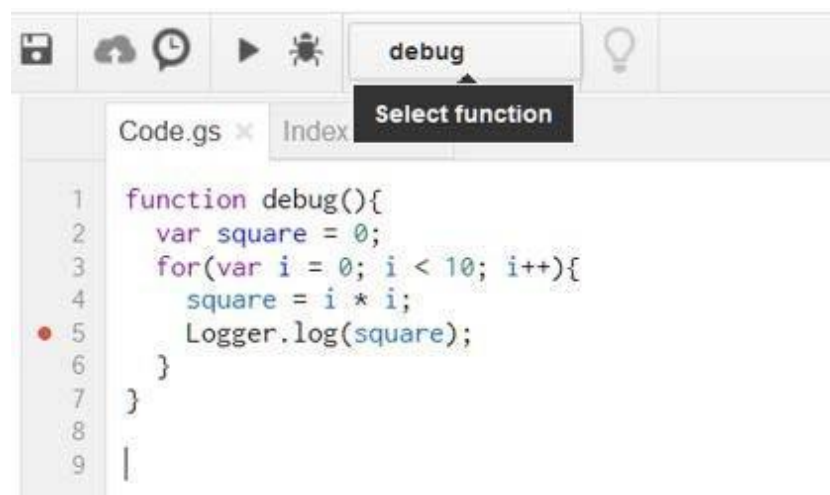 debug
Select function
Code.gs × Index
1 function debug(){
2 var square = 0;
3 for(var i = 0; i < 10; i++){
4 square = i * i;
5 Logger.log(square);
6 }
7 }
8
9